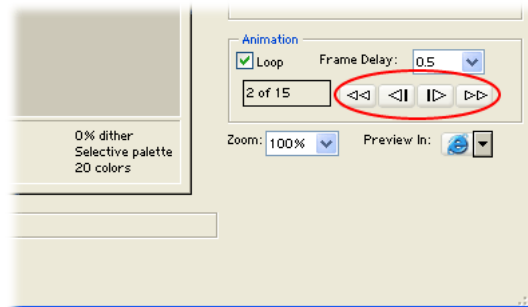 Animation
Loop Frame Delay: 0.5
2 of 15
0% dither
Selective palette
20 colors
Zoom: 100% Preview In: